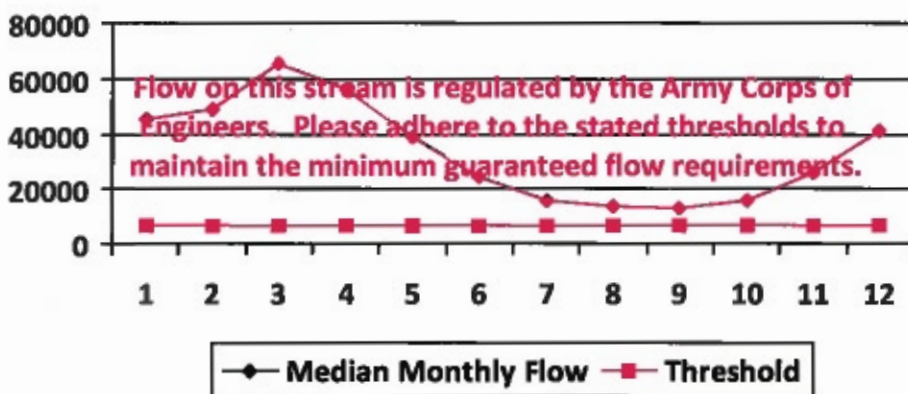 80000
60000
40000
20000
0
Flow on this stream is regulated by the Army Corps of
Engineers. Please adhere to the stated thresholds to
maintain the minimum guaranteed flow requirements.
1 2 3 4 5 6 7 8 9 10 11 12
Median Monthly Flow Threshold